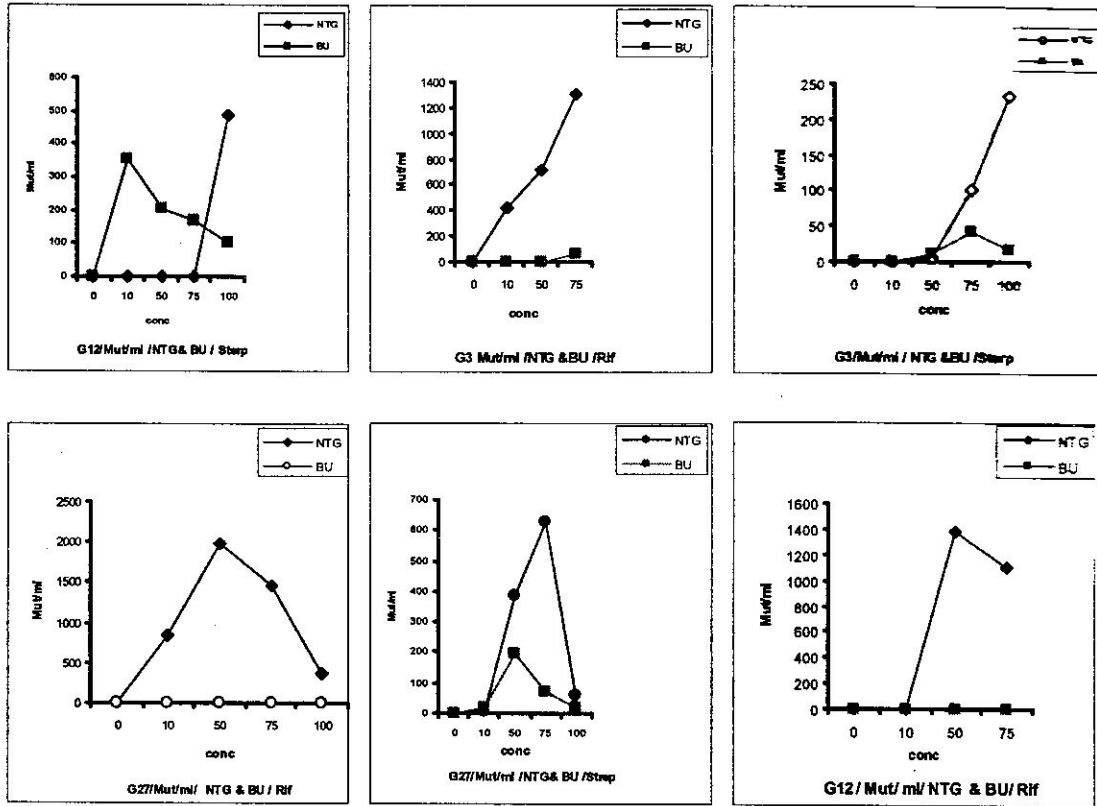 NTG
BU
600
500
400
300
200
100
0
Mut/ml
0 10 50 75 100
conc
G12/Mut/ml /NTG& BU / Sterp
NTG
BU
1400
1200
1000
800
600
400
200
0
Mut/ml
0 10 50 75
conc
G3 Mut/ml /NTG &BU /Rif
250
200
150
100
50
0
Mut/ml
0 10 50 75 100
conc
G3/Mut/ml / NTG &BU /Sterp
NTG
BU
2500
2000
1500
1000
500
0
Mut/ml
0 10 50 75 100
conc
G27/Mut/ml/ NTG & BU / Rif
NTG
BU
700
600
500
400
300
200
100
0
Mut/ml
0 10 50 75 100
conc
G27/Mut/ml /NTG& BU /Strep
NTG
BU
1600
1400
1200
1000
800
600
400
200
0
Mut/ml
0 10 50 75
conc
G12 / Mut/ ml/ NTG & BU/ Rif